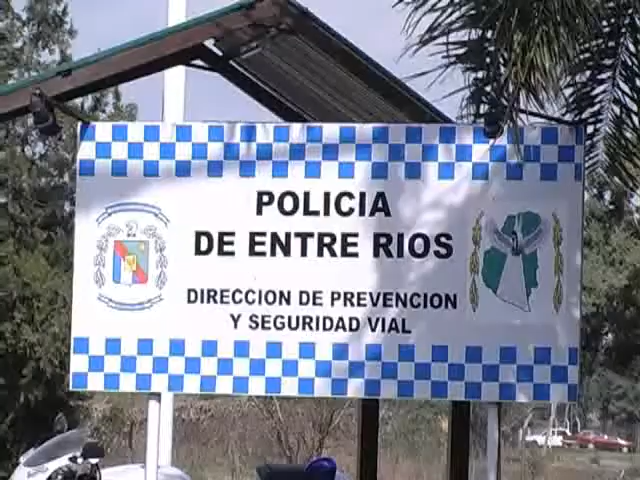 POLICIA
DE ENTRE RIOS
DIRECCION DE PREVENCION
Y SEGURIDAD VIAL